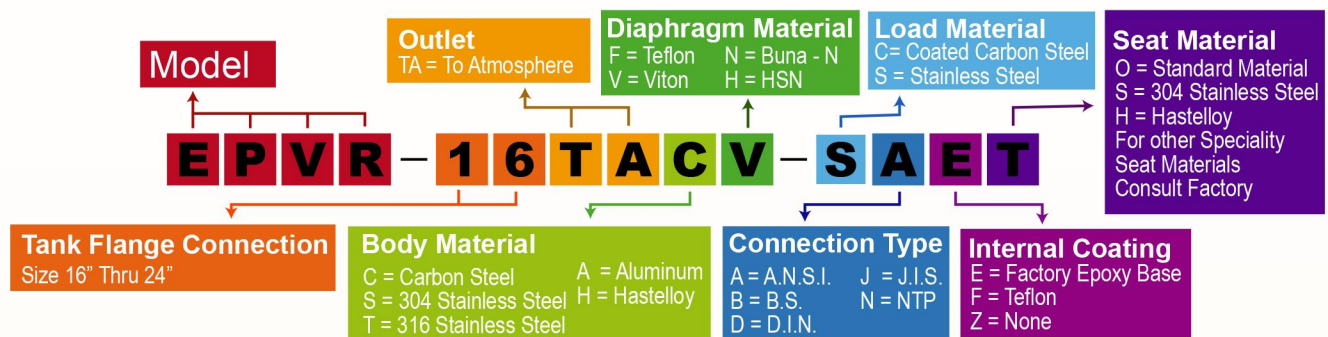 Model
Outlet
TA = To Atmosphere
Diaphragm Material
F = Teflon N = Buna - N
V = Viton H = HSN
Load Material
C= Coated Carbon Steel
S = Stainless Steel
Seat Material
O = Standard Material
S = 304 Stainless Steel
H = Hastelloy
For other Speciality
Seat Materials
Consult Factory
EPVR-16TACV-SAET
Tank Flange Connection
Size 16” Thru 24”
Body Material
C = Carbon Steel A = Aluminum
S = 304 Stainless Steel H = Hastelloy
T = 316 Stainless Steel
Connection Type
A = A.N.S.I. J = J.I.S.
B = B.S. N = NTP
D = D.I.N.
Internal Coating
E = Factory Epoxy Base
F = Teflon
Z = None